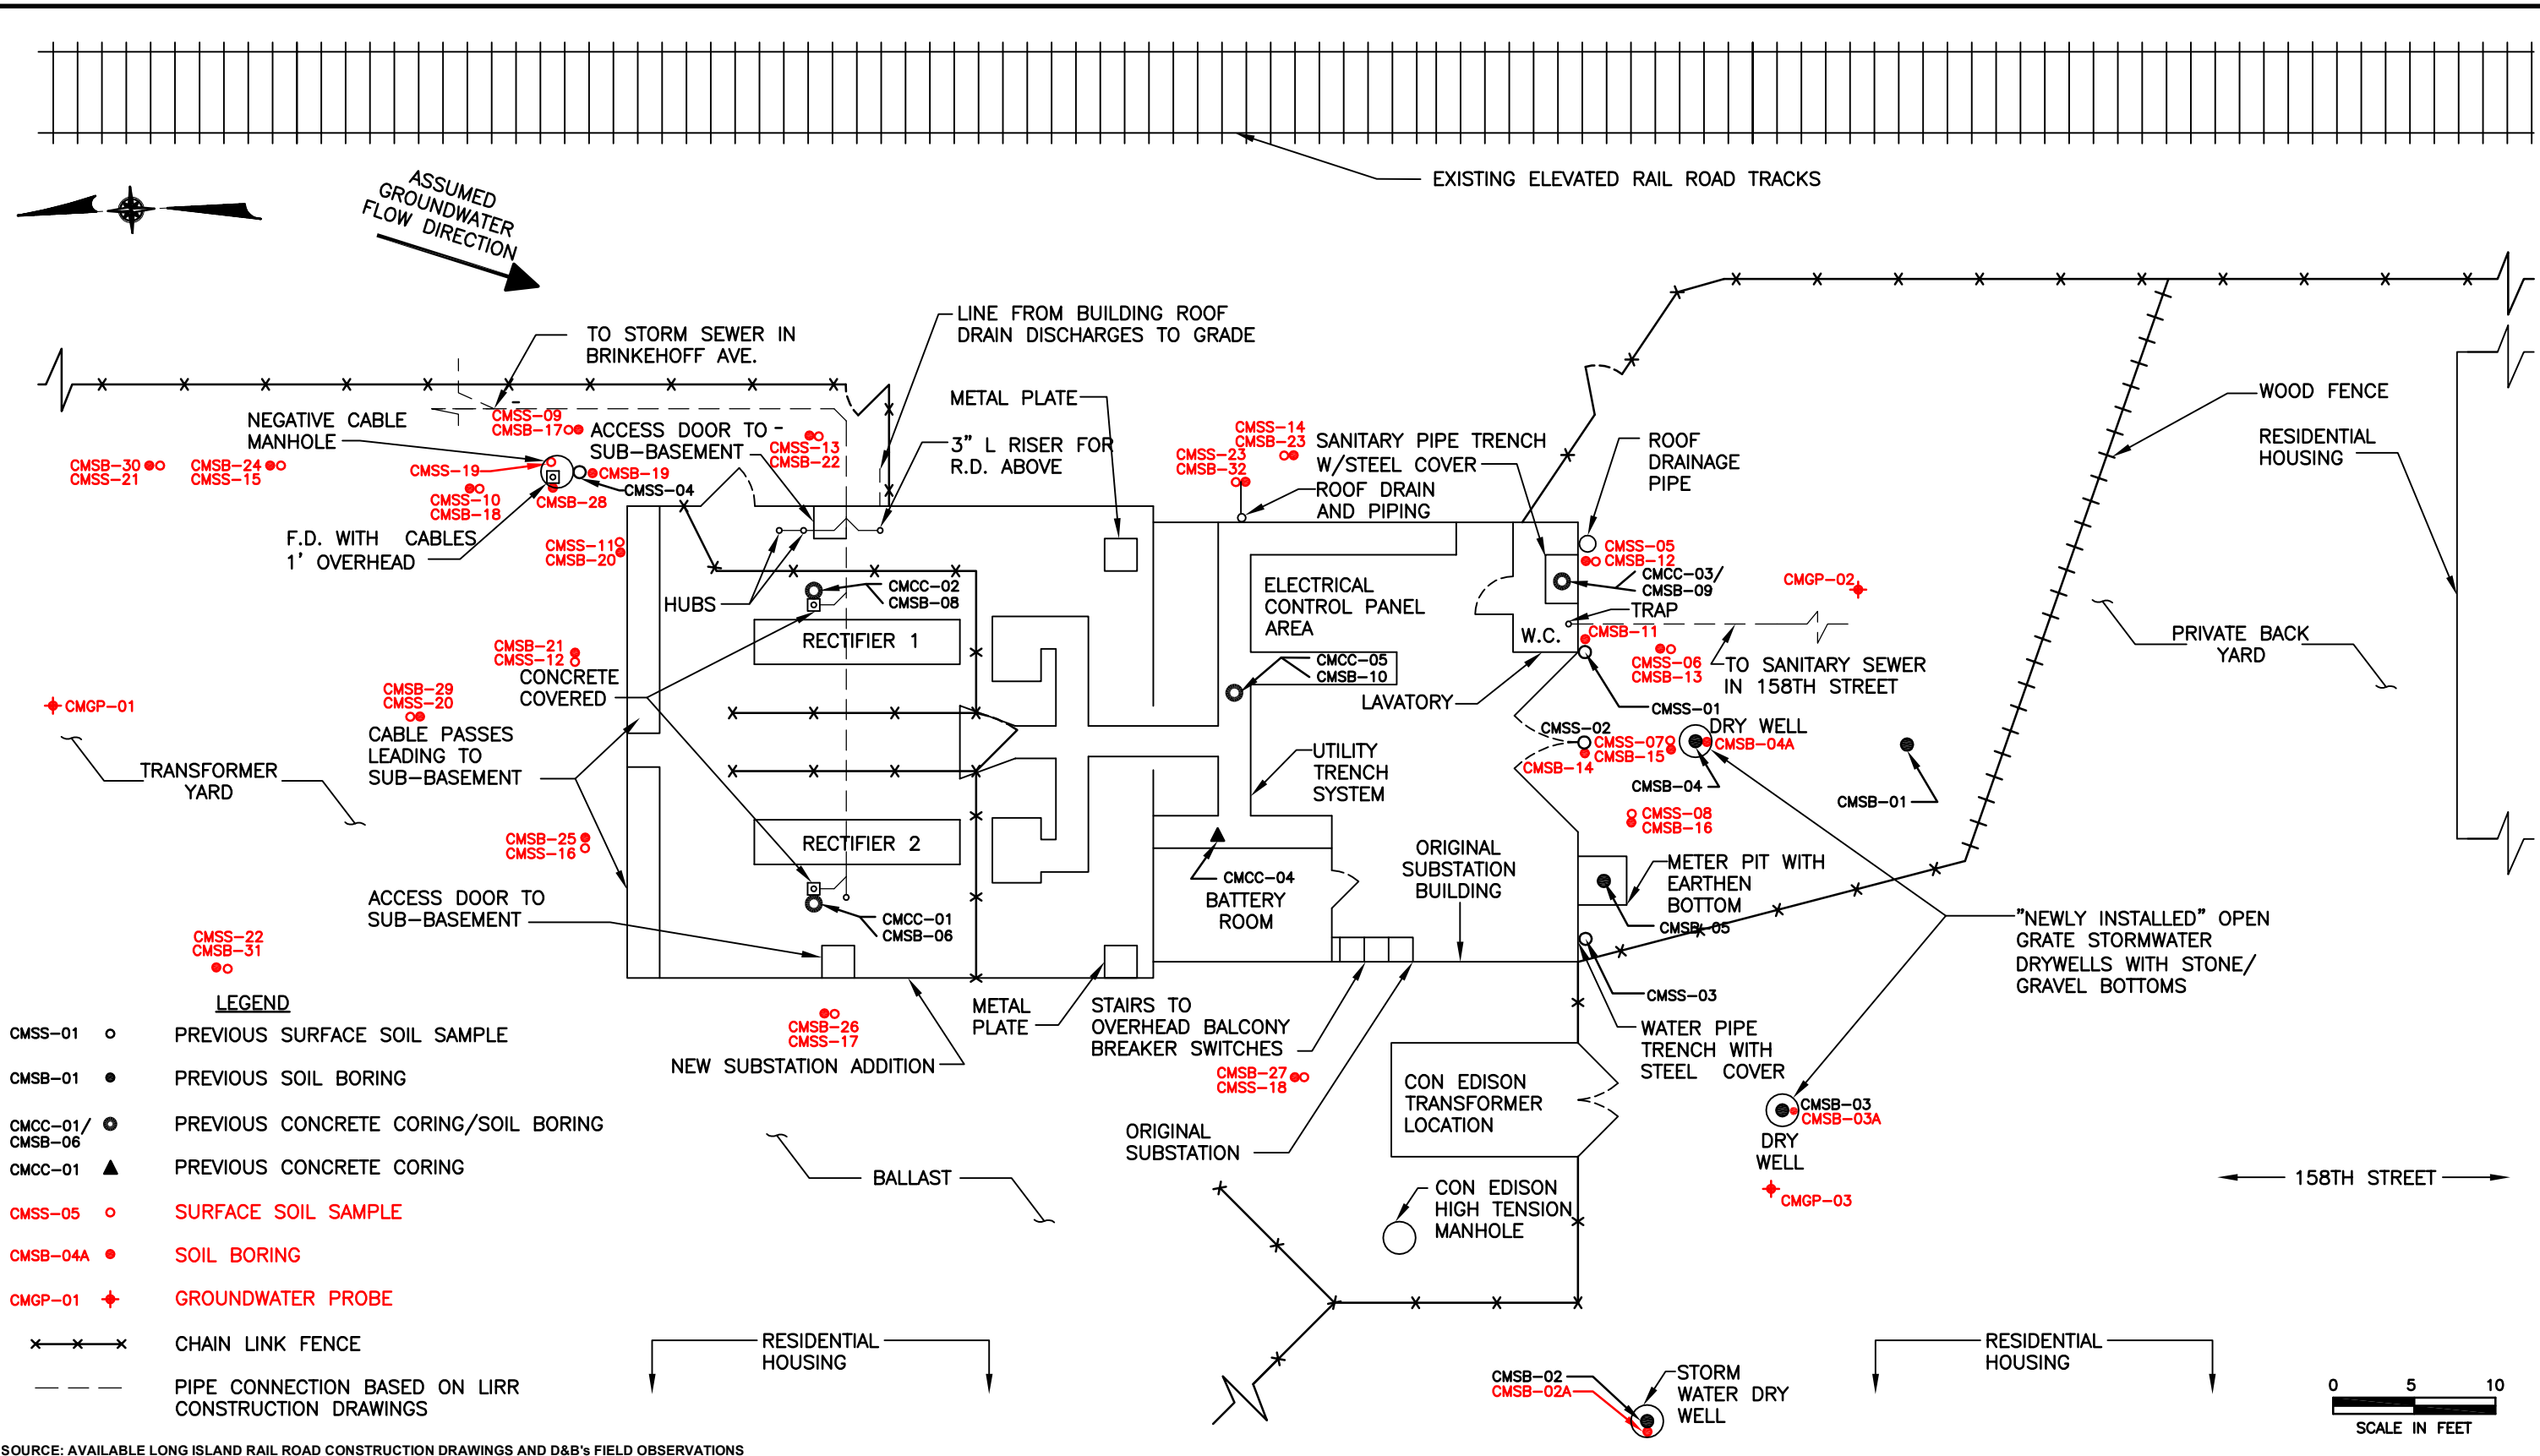 EXISTING ELEVATED RAIL ROAD TRACKS
ASSUMED
GROUNDWATER
FLOW DIRECTION
TO STORM SEWER IN
BRINKEHOFF AVE.
LINE FROM BUILDING ROOF
DRAIN DISCHARGES TO GRADE
METAL PLATE
3" L RISER FOR
R.D. ABOVE
NEGATIVE CABLE
MANHOLE
CMSS-09
CMSB-17
ACCESS DOOR TO
SUB-BASEMENT
CMSS-13
CMSB-22
CMSB-30
CMSS-21
CMSB-24
CMSS-15
CMSS-19
CMSS-10
CMSB-18
CMSB-19
CMSS-04
CMSB-28
F.D. WITH CABLES
1' OVERHEAD
CMSS-11
CMSB-20
CMSS-14
CMSB-23
CMSS-23
CMSB-32
SANITARY PIPE TRENCH
W/STEEL COVER
ROOF DRAIN
AND PIPING
ROOF
DRAINAGE
PIPE
WOOD FENCE
RESIDENTIAL
HOUSING
CMSS-05
CMSB-12
CMCC-03/
CMSB-09
TRAP
CMGP-02
HUBS
CMCC-02
CMSB-08
RECTIFIER 1
ELECTRICAL
CONTROL PANEL
AREA
W.C.
CMSB-11
CMSS-06
CMSB-13
TO SANITARY SEWER
IN 158TH STREET
PRIVATE BACK
YARD
CMSB-21
CMSS-12
CONCRETE
COVERED
CMCC-05
CMSB-10
LAVATORY
CMSS-01
CMGP-01
CMSB-29
CMSS-20
CABLE PASSES
LEADING TO
SUB-BASEMENT
TRANSFORMER
YARD
UTILITY
TRENCH
SYSTEM
CMSS-02
CMSS-07
CMSB-15
CMSB-14
DRY WELL
CMSB-04A
CMSB-04
CMSB-01
CMSS-08
CMSB-16
CMSB-25
CMSS-16
RECTIFIER 2
ORIGINAL
SUBSTATION
BUILDING
METER PIT WITH
EARTHEN
BOTTOM
CMSB-05
CMCC-04
BATTERY
ROOM
ACCESS DOOR TO
SUB-BASEMENT
CMCC-01
CMSB-06
"NEWLY INSTALLED" OPEN
GRATE STORMWATER
DRYWELLS WITH STONE/
GRAVEL BOTTOMS
CMSS-22
CMSB-31
CMSS-03
METAL
PLATE
STAIRS TO
OVERHEAD BALCONY
BREAKER SWITCHES
WATER PIPE
TRENCH WITH
STEEL COVER
CMSB-26
CMSS-17
NEW SUBSTATION ADDITION
CMSB-27
CMSS-18
CON EDISON
TRANSFORMER
LOCATION
CMSB-03
CMSB-03A
DRY
WELL
ORIGINAL
SUBSTATION
BALLAST
158TH STREET
CON EDISON
HIGH TENSION
MANHOLE
CMGP-03
RESIDENTIAL
HOUSING
RESIDENTIAL
HOUSING
CMSB-02
CMSB-02A
STORM
WATER DRY
WELL
0 5 10
SCALE IN FEET
LEGEND
CMSS-01 PREVIOUS SURFACE SOIL SAMPLE
CMSB-01 PREVIOUS SOIL BORING
CMCC-01/
CMSB-06 PREVIOUS CONCRETE CORING/SOIL BORING
CMCC-01 PREVIOUS CONCRETE CORING
CMSS-05 SURFACE SOIL SAMPLE
CMSB-04A SOIL BORING
CMGP-01 GROUNDWATER PROBE
CHAIN LINK FENCE
PIPE CONNECTION BASED ON LIRR
CONSTRUCTION DRAWINGS
SOURCE: AVAILABLE LONG ISLAND RAIL ROAD CONSTRUCTION DRAWINGS AND D&B's FIELD OBSERVATIONS